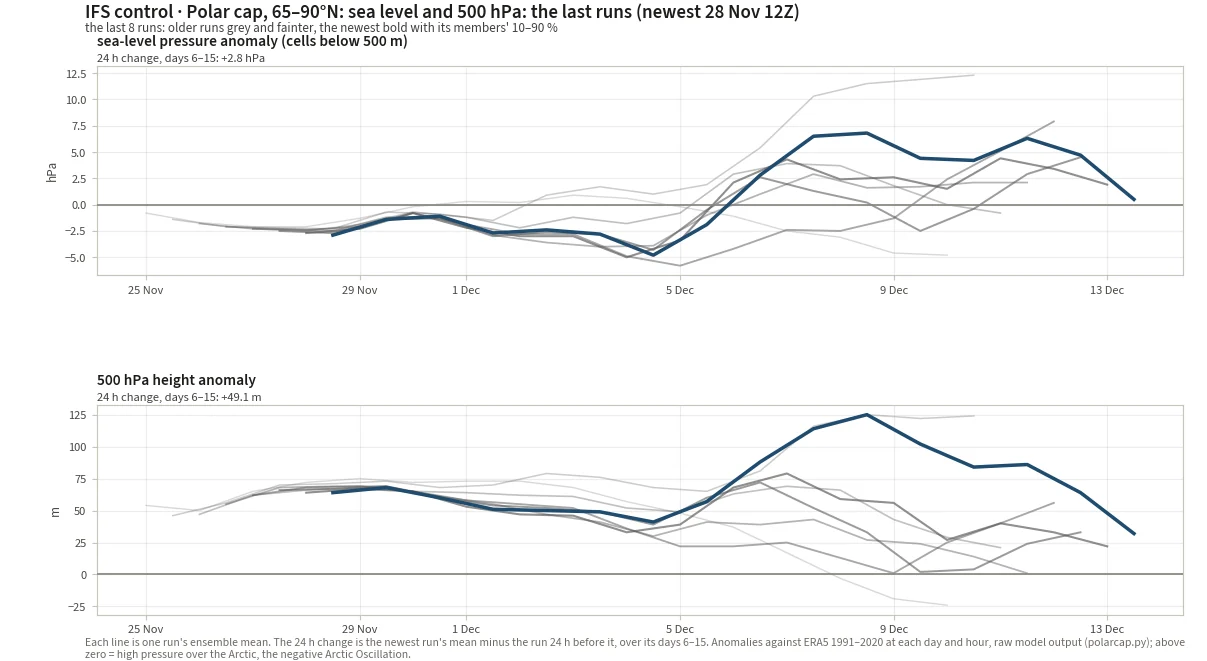 IFS control · Polar cap, 65–90°N: sea level and 500 hPa: the last runs (newest 28 Nov 12Z)
the last 8 runs: older runs grey and fainter, the newest bold with its members' 10–90 %
sea-level pressure anomaly (cells below 500 m)
24 h change, days 6–15: +2.8 hPa
12.5
10.0
7.5
5.0
2.5
0.0
−2.5
−5.0
hPa
25 Nov 29 Nov 1 Dec 5 Dec 9 Dec 13 Dec
500 hPa height anomaly
24 h change, days 6–15: +49.1 m
125
100
75
50
25
0
−25
m
25 Nov 29 Nov 1 Dec 5 Dec 9 Dec 13 Dec
Each line is one run's ensemble mean. The 24 h change is the newest run's mean minus the run 24 h before it, over its days 6–15. Anomalies against ERA5 1991–2020 at each day and hour, raw model output (polarcap.py); above
zero = high pressure over the Arctic, the negative Arctic Oscillation.